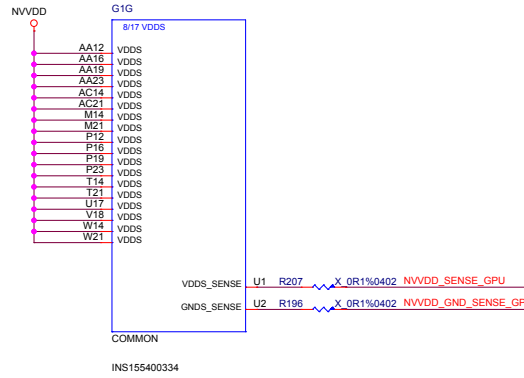 NVVDD
G1G
8/17 VDDS
AA12 VDDS
AA16 VDDS
AA19 VDDS
AA23 VDDS
AC14 VDDS
AC21 VDDS
M14 VDDS
M21 VDDS
P12 VDDS
P16 VDDS
P19 VDDS
P23 VDDS
T14 VDDS
T21 VDDS
U17 VDDS
V18 VDDS
W14 VDDS
W21 VDDS
VDDS_SENSE U1 R207 X_0R1%0402 NVVDD_SENSE_GPU
GNDS_SENSE U2 R196 X_0R1%0402 NVVDD_GND_SENSE_GP
COMMON
INS155400334